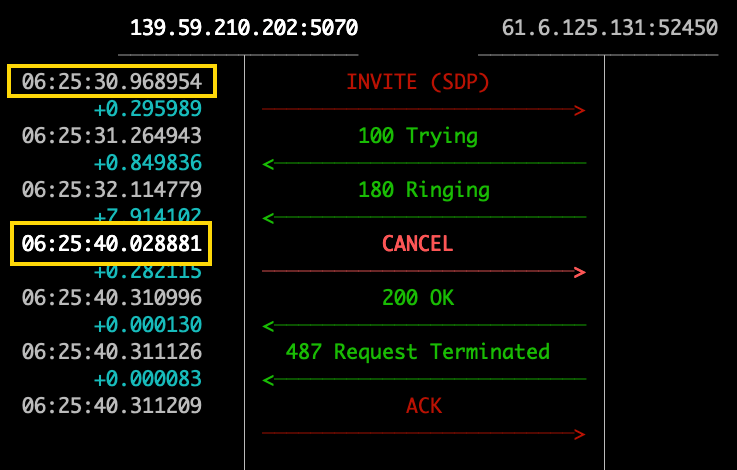 139.59.210.202:5070 61.6.125.131:52450
06:25:30.968954 INVITE (SDP)
+0.295989
06:25:31.264943 100 Trying
+0.849836
06:25:32.114779 180 Ringing
+7.914102
06:25:40.028881 CANCEL
+0.282115
06:25:40.310996 200 OK
+0.000130
06:25:40.311126 487 Request Terminated
+0.000083
06:25:40.311209 ACK